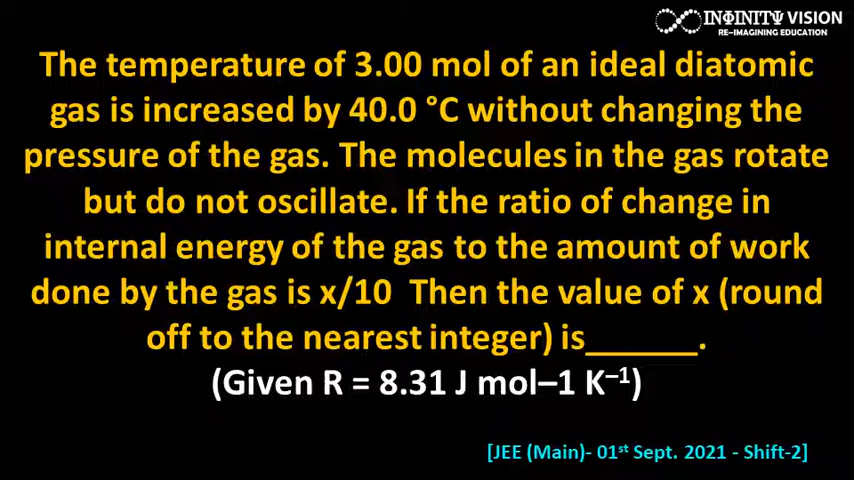 INФINITΨ VISION
RE-IMAGINING EDUCATION
The temperature of 3.00 mol of an ideal diatomic
gas is increased by 40.0 °C without changing the
pressure of the gas. The molecules in the gas rotate
but do not oscillate. If the ratio of change in
internal energy of the gas to the amount of work
done by the gas is x/10 Then the value of x (round
off to the nearest integer) is______.
(Given R = 8.31 J mol–1 K⁻¹)
[JEE (Main)- 01ˢᵗ Sept. 2021 - Shift-2]